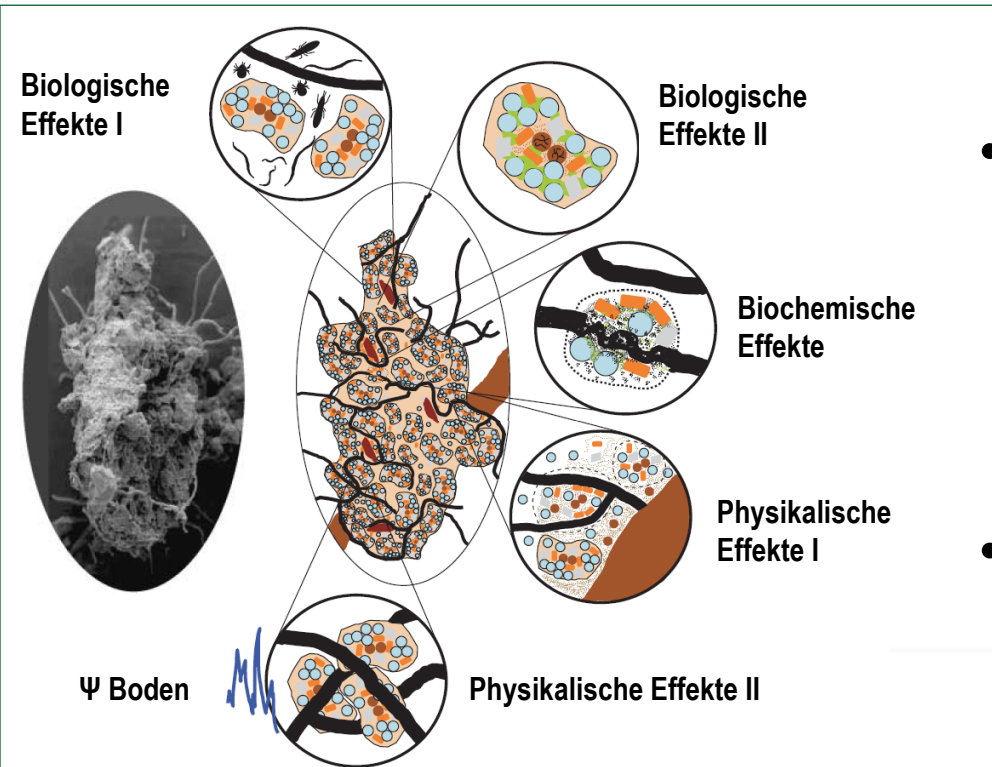 Biologische
Effekte I
Biologische
Effekte II
Biochemische
Effekte
Physikalische
Effekte I
Ψ Boden
Physikalische Effekte II